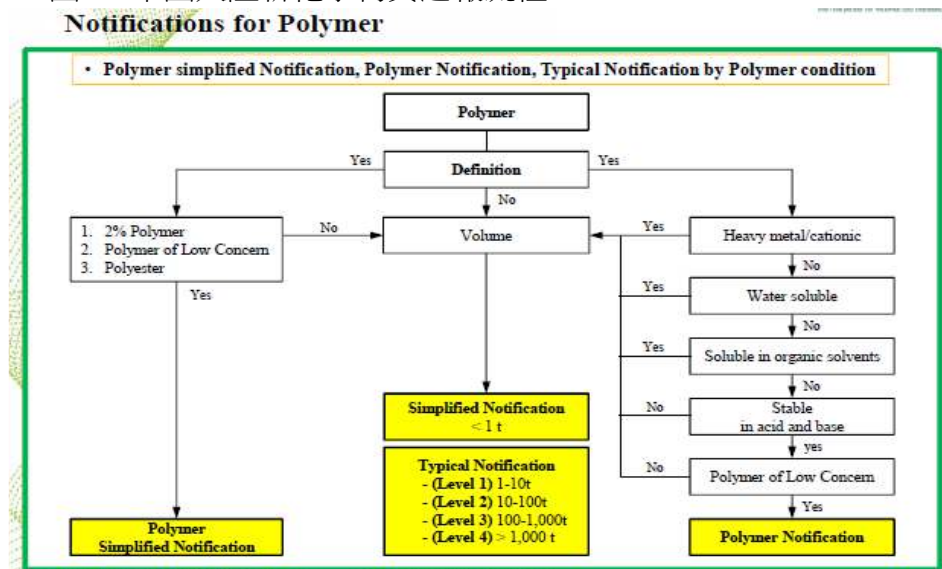 Notifications for Polymer
• Polymer simplified Notification, Polymer Notification, Typical Notification by Polymer condition
Polymer
Yes
Definition
Yes
No
1. 2% Polymer
2. Polymer of Low Concern
3. Polyester
No
Volume
Yes
Heavy metal/cationic
No
Yes
Yes
Water soluble
No
Yes
Soluble in organic solvents
No
Simplified Notification
< 1 t
No
Stable
in acid and base
yes
Typical Notification
- (Level 1) 1-10t
- (Level 2) 10-100t
- (Level 3) 100-1,000t
- (Level 4) > 1,000 t
No
Polymer of Low Concern
Yes
Polymer
Simplified Notification
Polymer Notification